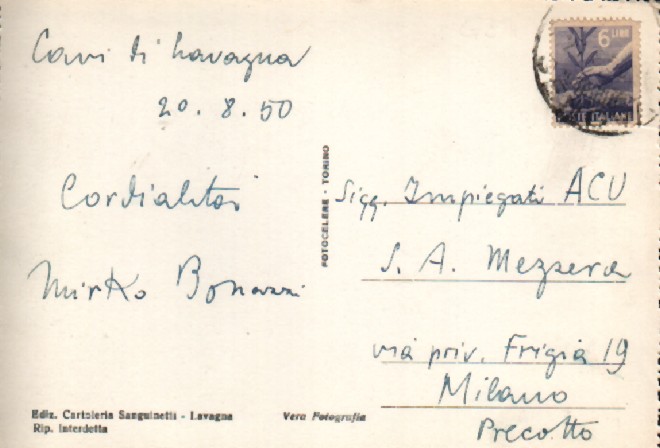 Cavi di Lavagna
20.8.50
Cordialità
Mirko Bonazzi
Ediz. Cartoleria Sanguinetti - Lavagna
Rip. Interdetta
Vera Fotografia
FOTOCELERE - TORINO
6 LIRE
POSTE ITALIANE
Sigg. Impiegati ACU
S. A. Mezzera
via priv. Frigia 19
Milano
Precotto